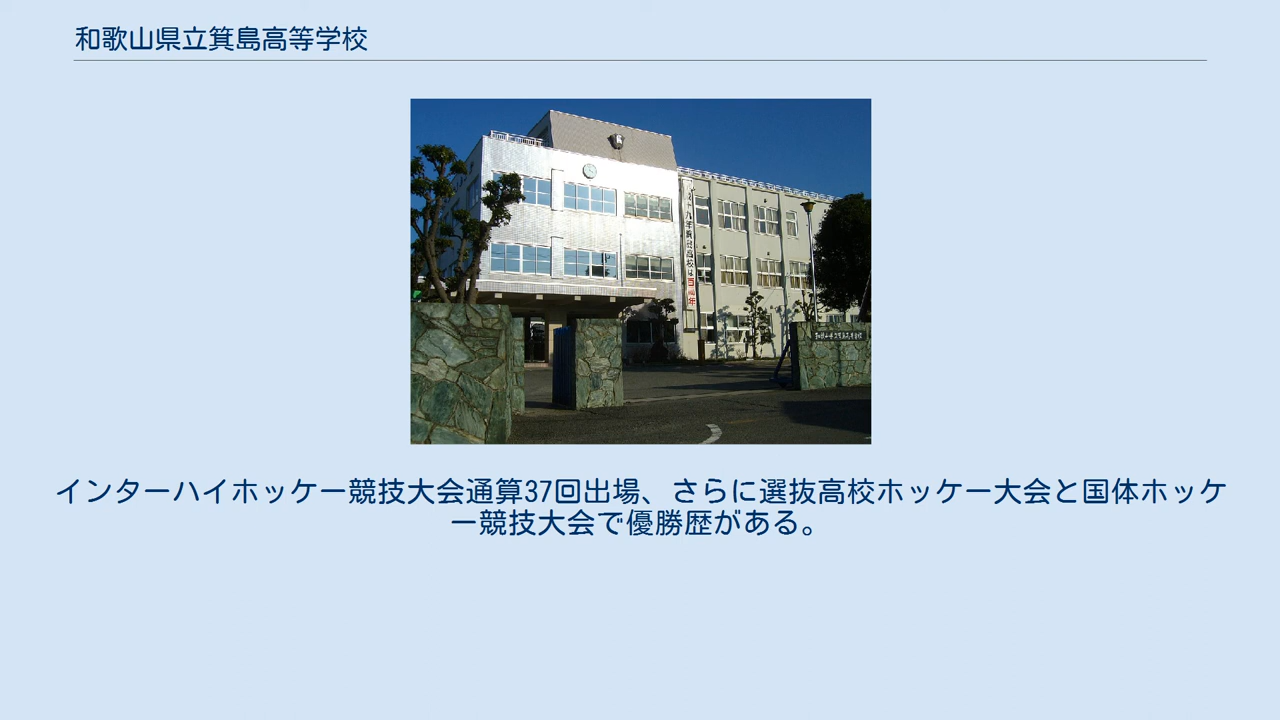 和歌山県立箕島高等学校
インターハイホッケー競技大会通算37回出場、さらに選抜高校ホッケー大会と国体ホッケ
ー競技大会で優勝歴がある。